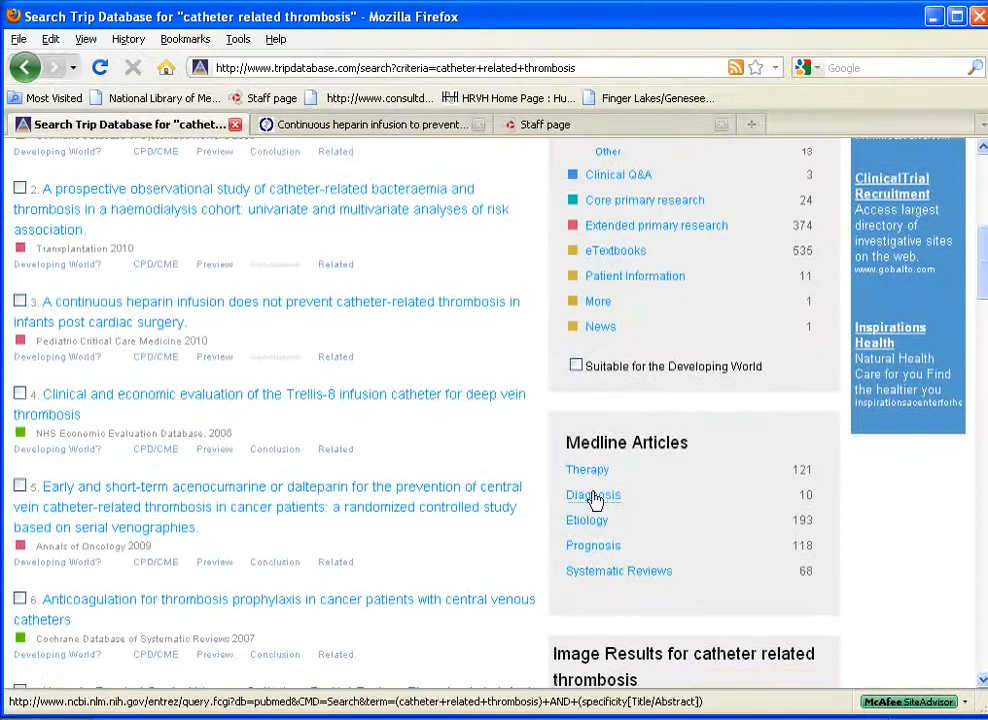 Search Trip Database for "catheter related thrombosis" - Mozilla Firefox
File Edit View History Bookmarks Tools Help
http://www.tripdatabase.com/search?criteria=catheter+related+thrombosis
Google
Most Visited National Library of Me... Staff page http://www.consultd... HRVH Home Page : Hu... Finger Lakes/Genesee...
Search Trip Database for "cathet... Continuous heparin infusion to prevent... Staff page
Developing World? CPD/CME Preview Conclusion Related
2. A prospective observational study of catheter-related bacteraemia and
thrombosis in a haemodialysis cohort: univariate and multivariate analyses of risk
association.
Transplantation 2010
Developing World? CPD/CME Preview Conclusion Related
3. A continuous heparin infusion does not prevent catheter-related thrombosis in
infants post cardiac surgery.
Pediatric Critical Care Medicine 2010
Developing World? CPD/CME Preview Conclusion Related
4. Clinical and economic evaluation of the Trellis-8 infusion catheter for deep vein
thrombosis
NHS Economic Evaluation Database. 2008
Developing World? CPD/CME Preview Conclusion Related
5. Early and short-term acenocumarine or dalteparin for the prevention of central
vein catheter-related thrombosis in cancer patients: a randomized controlled study
based on serial venographies.
Annals of Oncology 2009
Developing World? CPD/CME Preview Conclusion Related
6. Anticoagulation for thrombosis prophylaxis in cancer patients with central venous
catheters
Cochrane Database of Systematic Reviews 2007
Developing World? CPD/CME Preview Conclusion Related
Other 13
Clinical Q&A 3
Core primary research 24
Extended primary research 374
eTextbooks 535
Patient Information 11
More 1
News 1
Suitable for the Developing World
Medline Articles
Therapy 121
Diagnosis 10
Etiology 193
Prognosis 118
Systematic Reviews 68
Image Results for catheter related
thrombosis
ClinicalTrial
Recruitment
Access largest
directory of
investigative sites
on the web.
www.gobalto.com
Inspirations
Health
Natural Health
Care for you Find
the healthier you
inspirationsacenterforhe
http://www.ncbi.nlm.nih.gov/entrez/query.fcgi?db=pubmed&CMD=Search&term=(catheter+related+thrombosis)+AND+(specificity[Title/Abstract])
McAfee SiteAdvisor